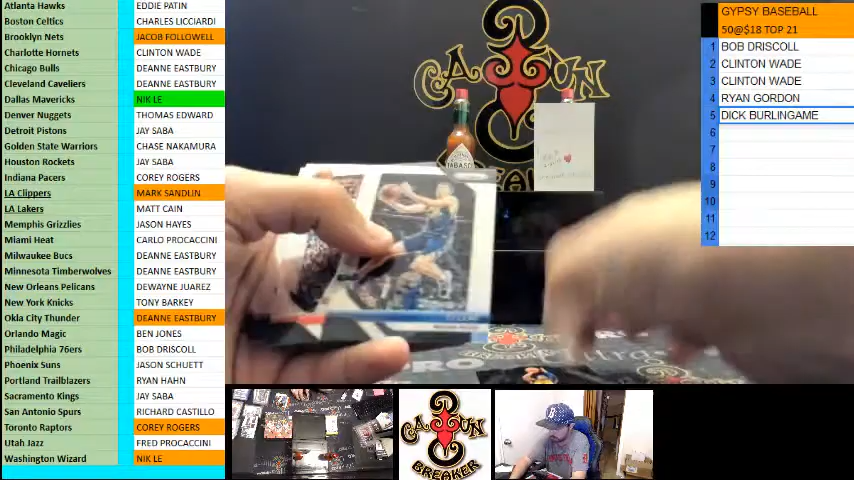 Atlanta Hawks EDDIE PATIN
Boston Celtics CHARLES LICCIARDI
Brooklyn Nets JACOB FOLLOWELL
Charlotte Hornets CLINTON WADE
Chicago Bulls DEANNE EASTBURY
Cleveland Caveliers DEANNE EASTBURY
Dallas Mavericks NIK LE
Denver Nuggets THOMAS EDWARD
Detroit Pistons JAY SABA
Golden State Warriors CHASE NAKAMURA
Houston Rockets JAY SABA
Indiana Pacers COREY ROGERS
LA Clippers MARK SANDLIN
LA Lakers MATT CAIN
Memphis Grizzlies JASON HAYES
Miami Heat CARLO PROCACCINI
Milwaukee Bucs DEANNE EASTBURY
Minnesota Timberwolves DEANNE EASTBURY
New Orleans Pelicans DEWAYNE JUAREZ
New York Knicks TONY BARKEY
Okla City Thunder DEANNE EASTBURY
Orlando Magic BEN JONES
Philadelphia 76ers BOB DRISCOLL
Phoenix Suns JASON SCHUETT
Portland Trailblazers RYAN HAHN
Sacramento Kings JAY SABA
San Antonio Spurs RICHARD CASTILLO
Toronto Raptors COREY ROGERS
Utah Jazz FRED PROCACCINI
Washington Wizard NIK LE
CAJUN
BREAKER
TABASCO
GYPSY BASEBALL
50@$18 TOP 21
1 BOB DRISCOLL
2 CLINTON WADE
3 CLINTON WADE
4 RYAN GORDON
5 DICK BURLINGAME
6
7
8
9
10
11
12
CAJUN
BREAKER